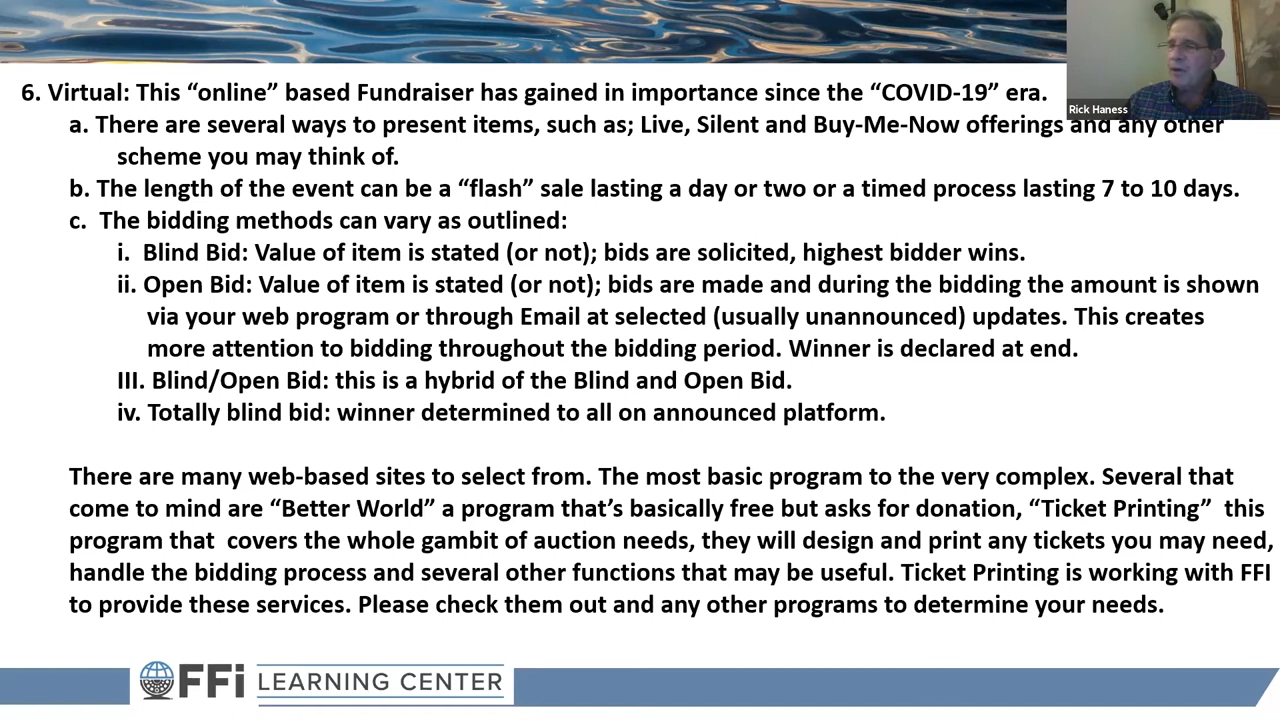 6. Virtual: This “online” based Fundraiser has gained in importance since the “COVID-19” era.
Rick Haness
a. There are several ways to present items, such as; Live, Silent and Buy-Me-Now offerings and any other
scheme you may think of.
b. The length of the event can be a “flash” sale lasting a day or two or a timed process lasting 7 to 10 days.
c. The bidding methods can vary as outlined:
i. Blind Bid: Value of item is stated (or not); bids are solicited, highest bidder wins.
ii. Open Bid: Value of item is stated (or not); bids are made and during the bidding the amount is shown
via your web program or through Email at selected (usually unannounced) updates. This creates
more attention to bidding throughout the bidding period. Winner is declared at end.
III. Blind/Open Bid: this is a hybrid of the Blind and Open Bid.
iv. Totally blind bid: winner determined to all on announced platform.
There are many web-based sites to select from. The most basic program to the very complex. Several that
come to mind are “Better World” a program that’s basically free but asks for donation, “Ticket Printing” this
program that covers the whole gambit of auction needs, they will design and print any tickets you may need,
handle the bidding process and several other functions that may be useful. Ticket Printing is working with FFI
to provide these services. Please check them out and any other programs to determine your needs.
FFi LEARNING CENTER